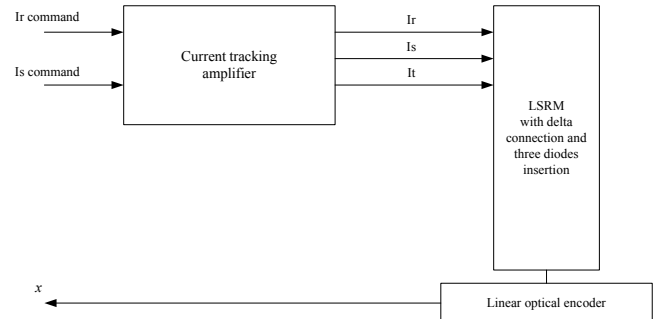 Ir command
Is command
Current tracking
amplifier
Ir
Is
It
LSRM
with delta
connection and
three diodes
insertion
x
Linear optical encoder